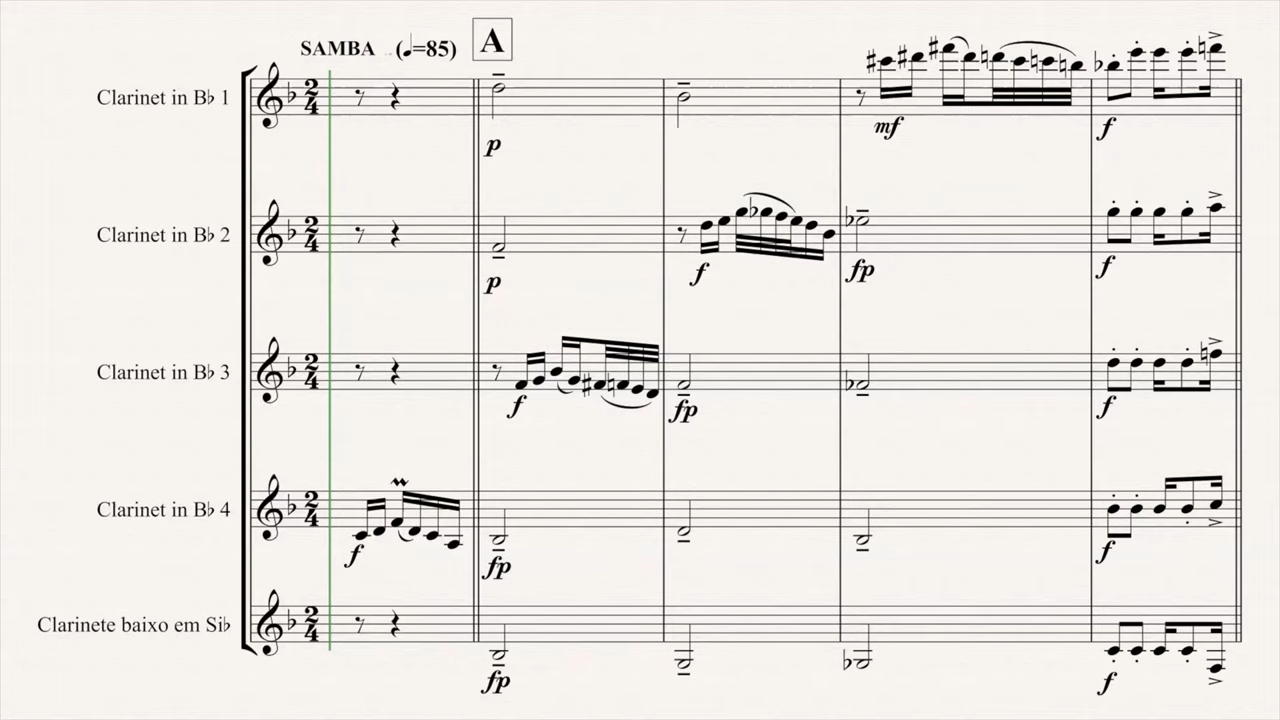 SAMBA (♩=85) A
Clarinet in B♭ 1
p mf f
Clarinet in B♭ 2
p f fp f
Clarinet in B♭ 3
f fp f
Clarinet in B♭ 4
f fp f
Clarinete baixo em Si♭
fp f